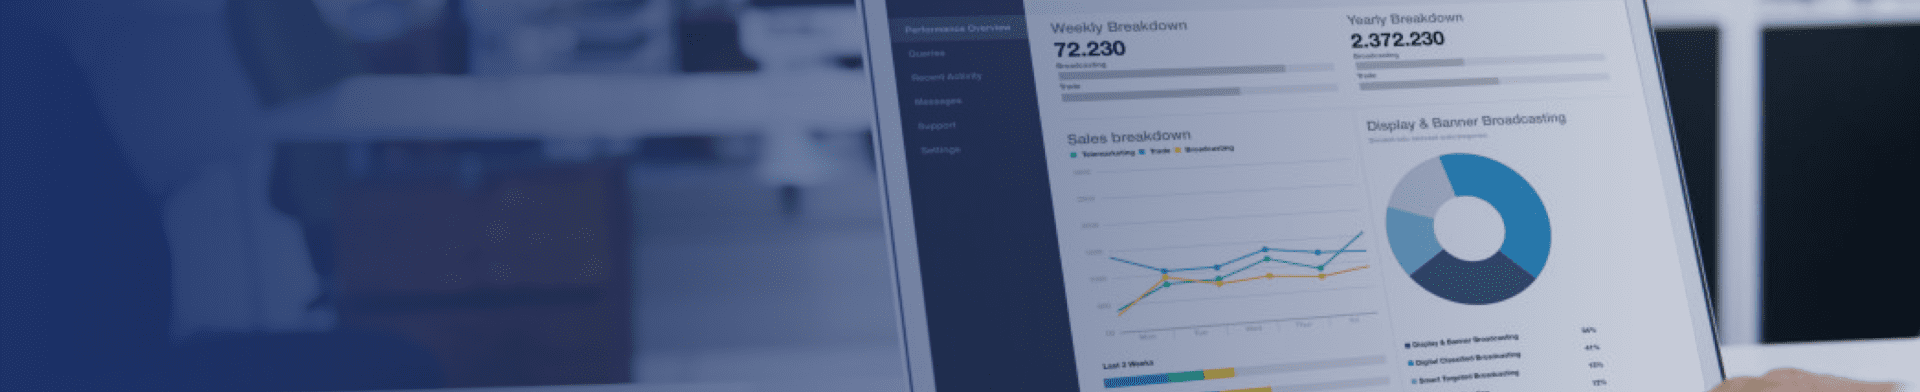 Performance Overview
Queries
Recent Activity
Messages
Support
Settings
Weekly Breakdown
72.230
Broadcasting
Trade
Yearly Breakdown
2.372.230
Broadcasting
Trade
Sales breakdown
Telemarketing Trade Broadcasting
Display & Banner Broadcasting
Last 2 Weeks
Display & Banner Broadcasting
Digital Classified Broadcasting 41%
Smart Targeted Broadcasting